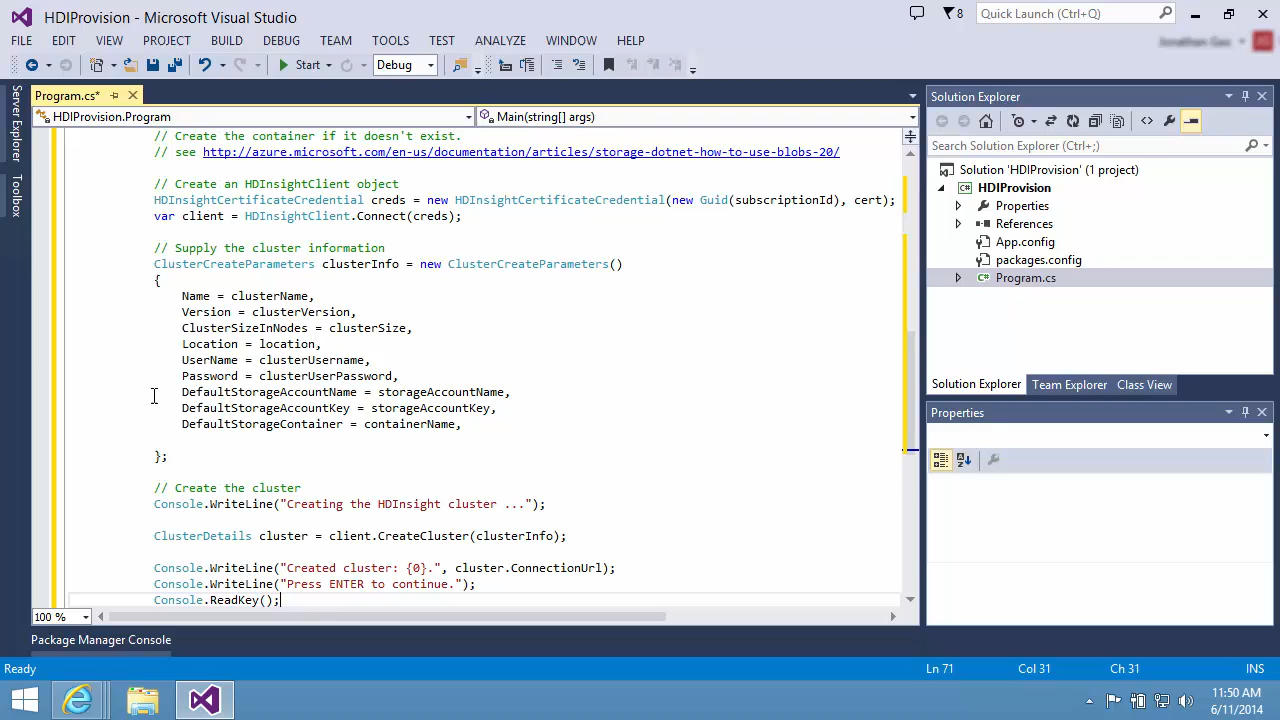 HDIProvision - Microsoft Visual Studio
8
Quick Launch (Ctrl+Q)
FILE EDIT VIEW PROJECT BUILD DEBUG TEAM TOOLS TEST ANALYZE WINDOW HELP
Start Debug
Server Explorer
Toolbox
Program.cs*
HDIProvision.Program
Main(string[] args)
// Create the container if it doesn't exist.
// see http://azure.microsoft.com/en-us/documentation/articles/storage-dotnet-how-to-use-blobs-20/
// Create an HDInsightClient object
HDInsightCertificateCredential creds = new HDInsightCertificateCredential(new Guid(subscriptionId), cert);
var client = HDInsightClient.Connect(creds);
// Supply the cluster information
ClusterCreateParameters clusterInfo = new ClusterCreateParameters()
{
Name = clusterName,
Version = clusterVersion,
ClusterSizeInNodes = clusterSize,
Location = location,
UserName = clusterUsername,
Password = clusterUserPassword,
DefaultStorageAccountName = storageAccountName,
DefaultStorageAccountKey = storageAccountKey,
DefaultStorageContainer = containerName,
};
// Create the cluster
Console.WriteLine("Creating the HDInsight cluster ...");
ClusterDetails cluster = client.CreateCluster(clusterInfo);
Console.WriteLine("Created cluster: {0}.", cluster.ConnectionUrl);
Console.WriteLine("Press ENTER to continue.");
Console.ReadKey();
100 %
Package Manager Console
Solution Explorer
Search Solution Explorer (Ctrl+;)
Solution 'HDIProvision' (1 project)
HDIProvision
Properties
References
App.config
packages.config
Program.cs
Solution Explorer Team Explorer Class View
Properties
Ready
Ln 71 Col 31 Ch 31 INS
11:50 AM
6/11/2014